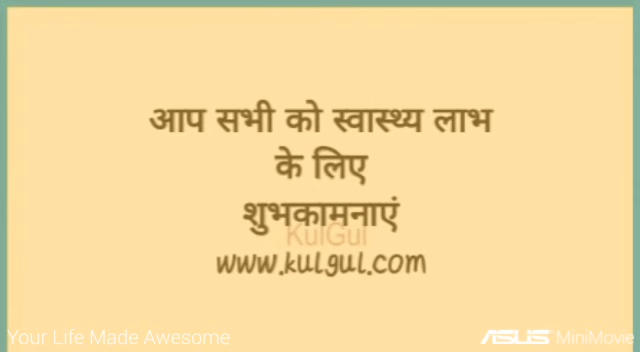 आप सभी को स्वास्थ्य लाभ
के लिए
शुभकामनाएं
KulGul
www.kulgul.com
Your Life Made Awesome
ASUS MiniMovie